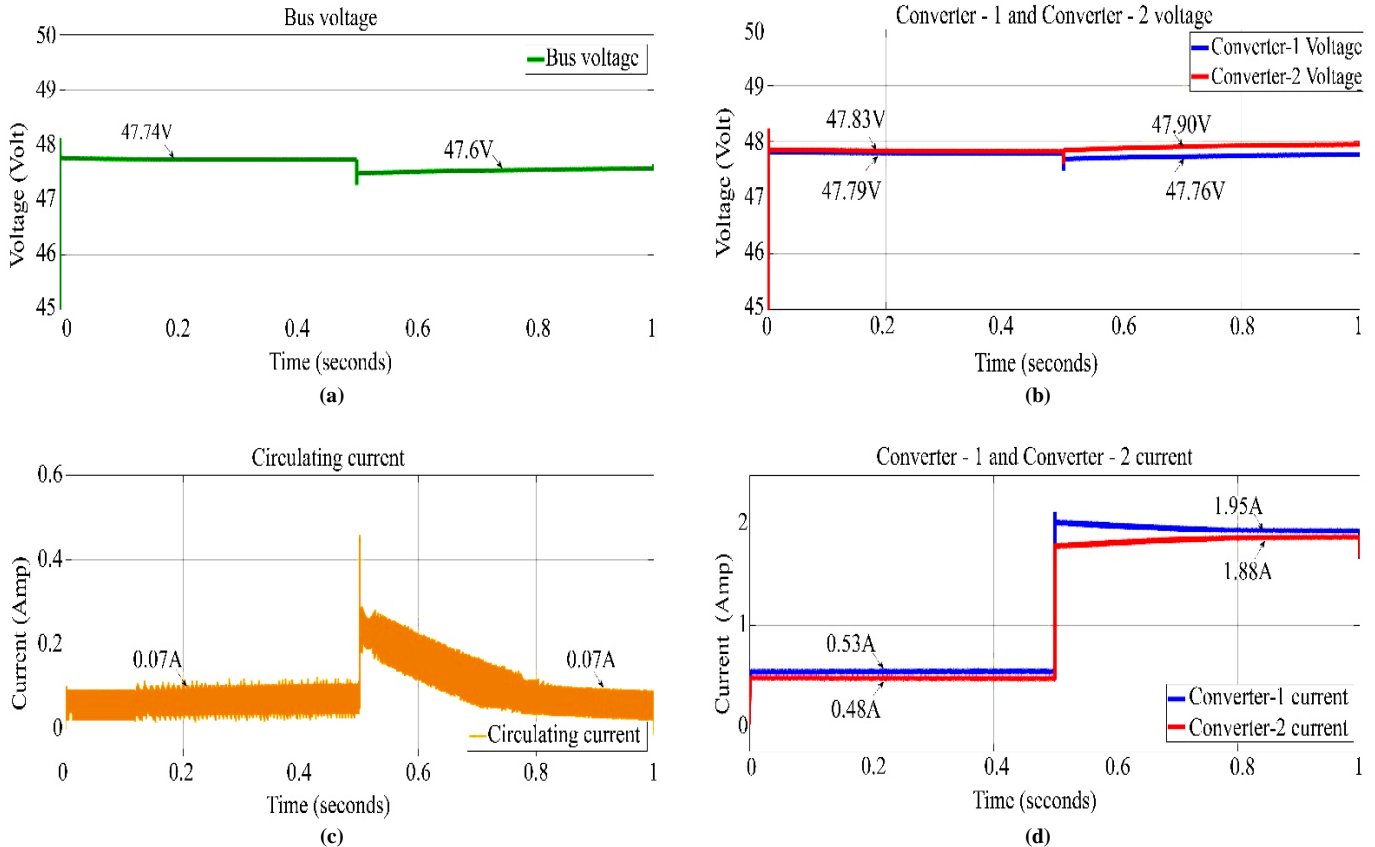 Bus voltage
50
49
48
47
46
45
Voltage (Volt)
Bus voltage
47.74V
47.6V
0
0.2
0.4
0.6
0.8
1
Time (seconds)
(a)
Converter - 1 and Converter - 2 voltage
50
49
48
47
46
45
Voltage (Volt)
Converter-1 Voltage
Converter-2 Voltage
47.83V
47.90V
47.79V
47.76V
0
0.2
0.4
0.6
0.8
1
Time (seconds)
(b)
Circulating current
0.6
0.4
0.2
0
Current (Amp)
0.07A
0.07A
Circulating current
0
0.2
0.4
0.6
0.8
1
Time (seconds)
(c)
Converter - 1 and Converter - 2 current
2
1
0
Current (Amp)
1.95A
1.88A
0.53A
0.48A
Converter-1 current
Converter-2 current
0
0.2
0.4
0.6
0.8
1
Time (seconds)
(d)